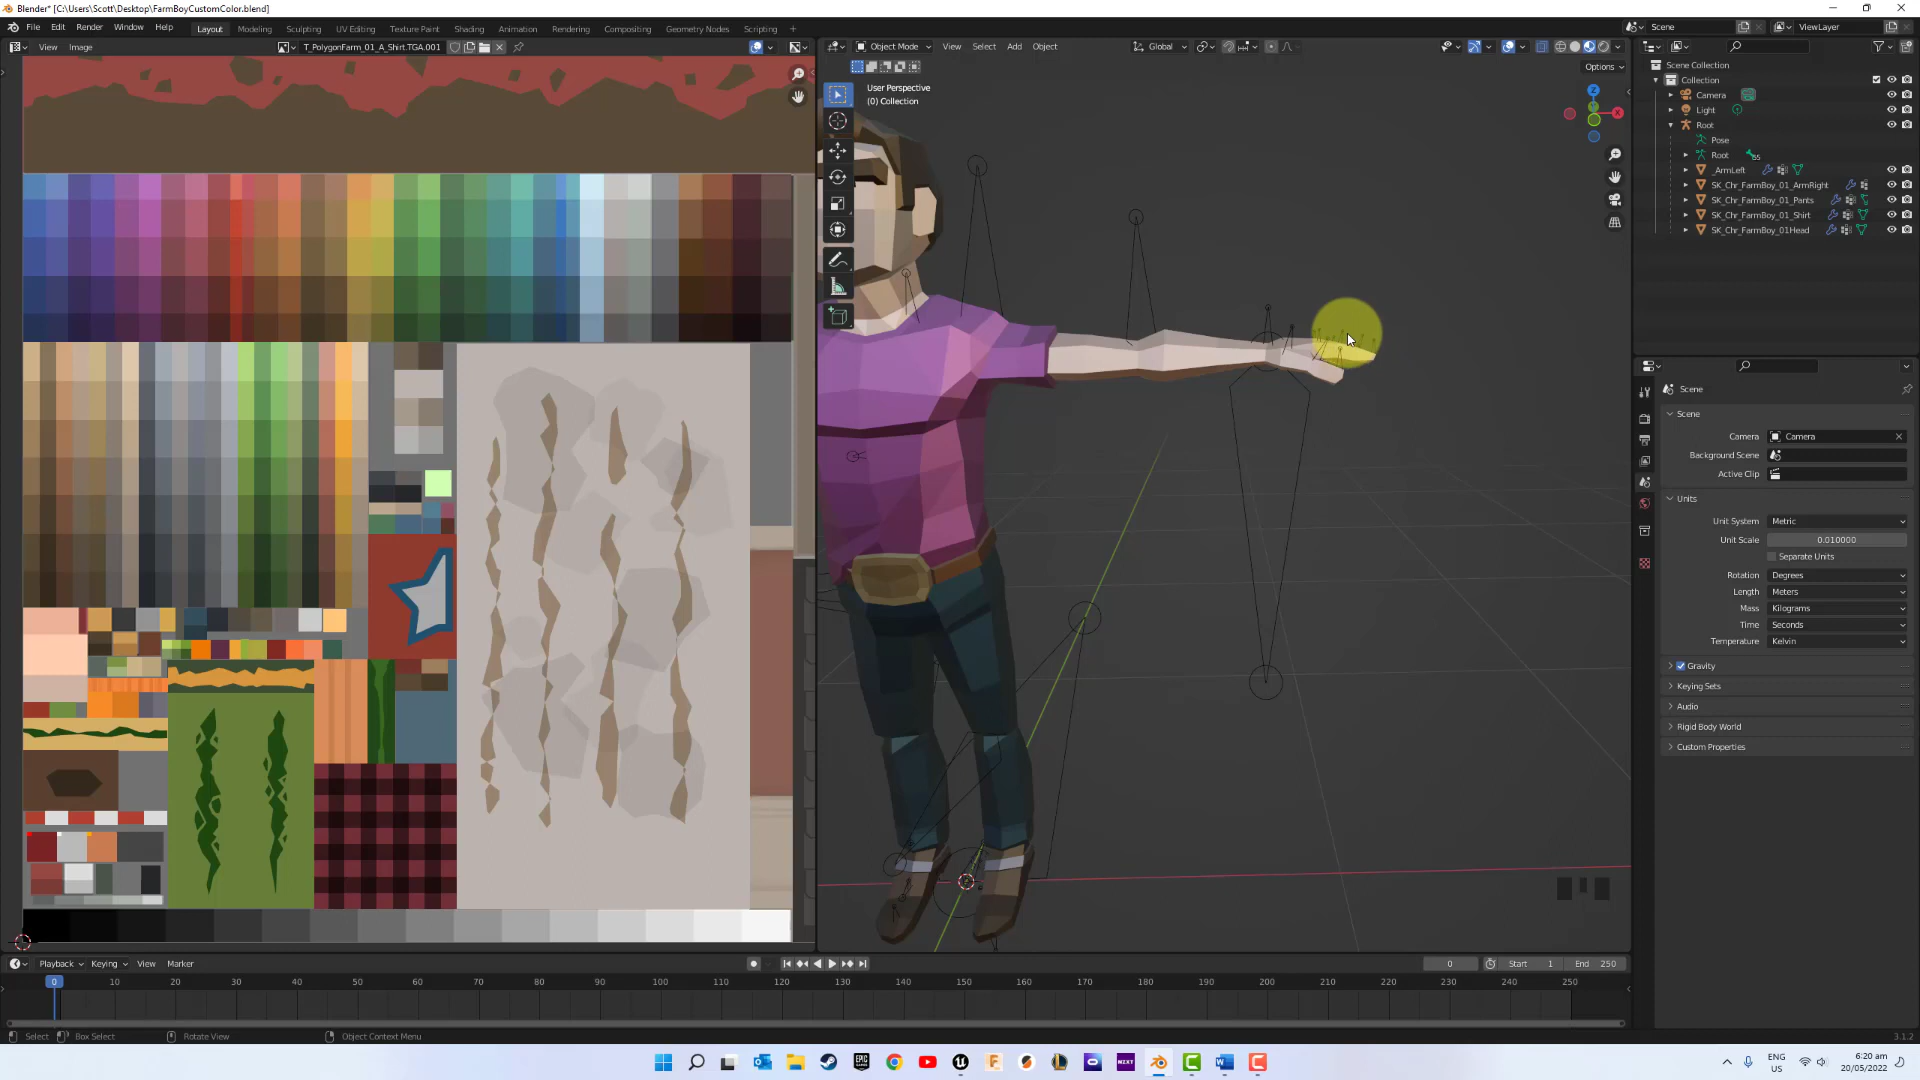 Blender* [C:\Users\Scott\Desktop\FarmBoyCustomColor.blend]
File Edit Render Window Help Layout Modeling Sculpting UV Editing Texture Paint Shading Animation Rendering Compositing Geometry Nodes Scripting + Scene ViewLayer
View Image T_PolygonFarm_01_A_Shirt.TGA.001 Object Mode View Select Add Object Global
Options
User Perspective
(0) Collection
Z
X
Scene Collection
Collection
Camera
Light
Root
Pose
Root 55
_ArmLeft
SK_Chr_FarmBoy_01_ArmRight
SK_Chr_FarmBoy_01_Pants
SK_Chr_FarmBoy_01_Shirt
SK_Chr_FarmBoy_01Head
Scene
Scene
Camera Camera
Background Scene
Active Clip
Units
Unit System Metric
Unit Scale 0.010000
Separate Units
Rotation Degrees
Length Meters
Mass Kilograms
Time Seconds
Temperature Kelvin
Gravity
Keying Sets
Audio
Rigid Body World
Custom Properties
Playback Keying View Marker 0 Start 1 End 250
0 10 20 30 40 50 60 70 80 90 100 110 120 130 140 150 160 170 180 190 200 210 220 230 240 250
Select Box Select Rotate View Object Context Menu 3.1.2
ENG
US
6:20 am
20/05/2022